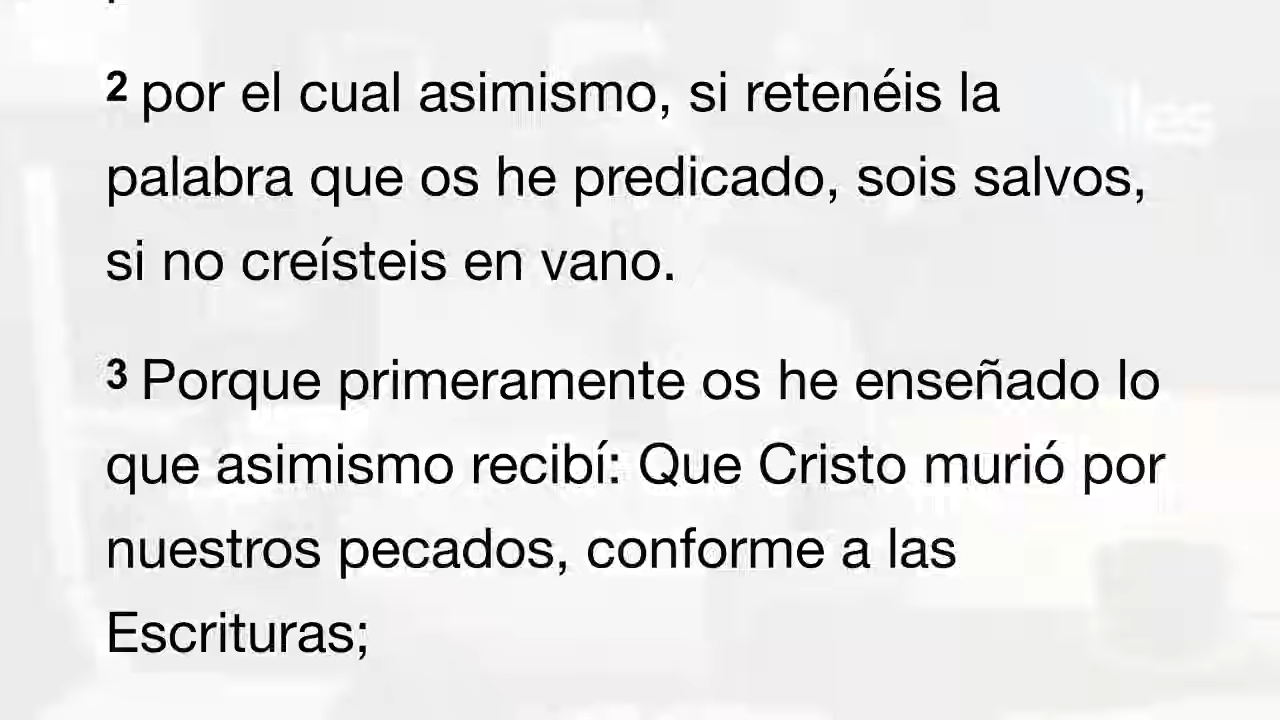 2 por el cual asimismo, si retenéis la
palabra que os he predicado, sois salvos,
si no creísteis en vano.
3 Porque primeramente os he enseñado lo
que asimismo recibí: Que Cristo murió por
nuestros pecados, conforme a las
Escrituras;